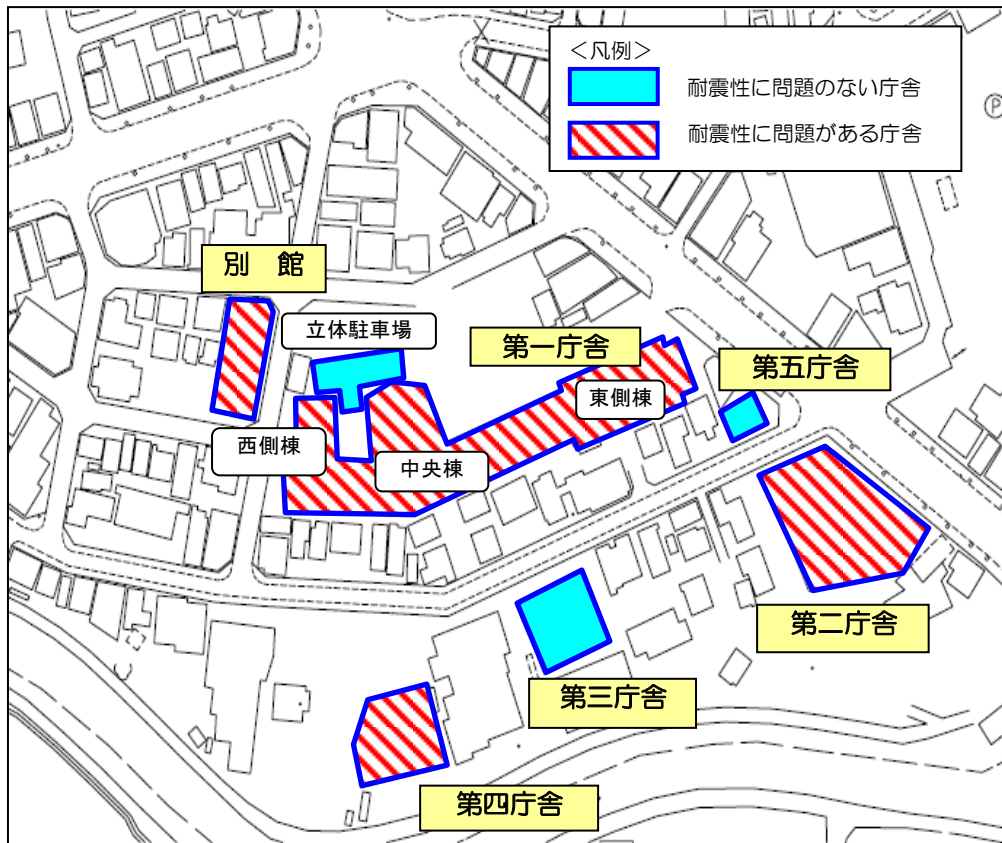 <凡例>
耐震性に問題のない庁舎
Ⓟ
耐震性に問題がある庁舎
別　館
立体駐車場
第一庁舎
第五庁舎
東側棟
西側棟
中央棟
第二庁舎
第三庁舎
第四庁舎